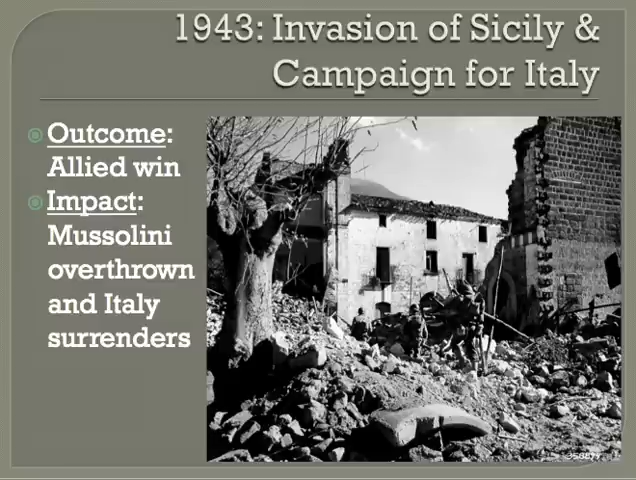 1943: Invasion of Sicily &
Campaign for Italy
Outcome:
Allied win
Impact:
Mussolini
overthrown
and Italy
surrenders